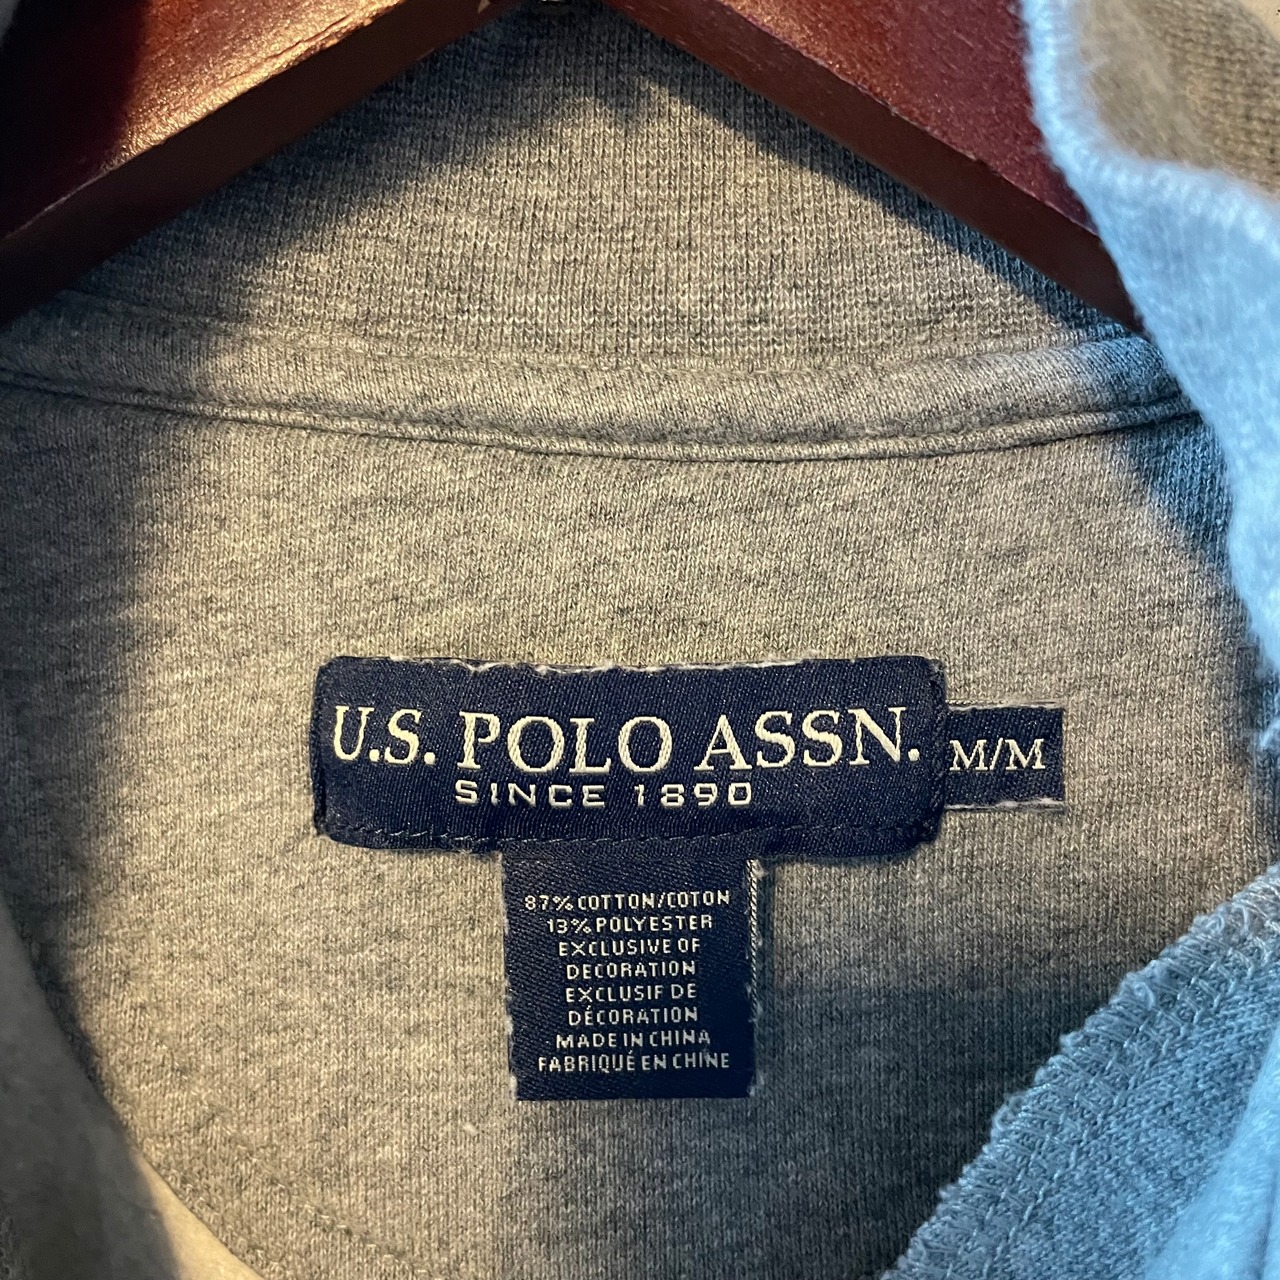 U.S. POLO ASSN.
SINCE 1890
M/M
87% COTTON/COTON
13% POLYESTER
EXCLUSIVE OF
DECORATION
EXCLUSIF DE
DÉCORATION
MADE IN CHINA
FABRIQUÉ EN CHINE